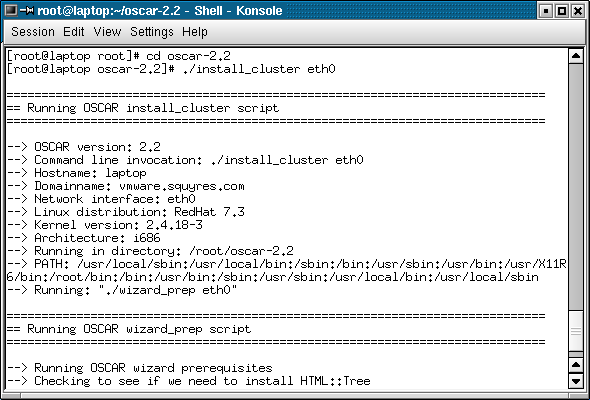 root@laptop:~/oscar-2.2 - Shell - Konsole
Session Edit View Settings Help
[root@laptop root]# cd oscar-2.2
[root@laptop oscar-2.2]# ./install_cluster eth0
=========================================================================
== Running OSCAR install_cluster script
=========================================================================
--> OSCAR version: 2.2
--> Command line invocation: ./install_cluster eth0
--> Hostname: laptop
--> Domainname: vmware.squyres.com
--> Network interface: eth0
--> Linux distribution: RedHat 7.3
--> Kernel version: 2.4.18-3
--> Architecture: i686
--> Running in directory: /root/oscar-2.2
--> PATH: /usr/local/sbin:/usr/local/bin:/sbin:/bin:/usr/sbin:/usr/bin:/usr/X11R
6/bin:/root/bin:/bin:/usr/bin:/sbin:/usr/sbin:/usr/local/bin:/usr/local/sbin
--> Running: "./wizard_prep eth0"
=========================================================================
== Running OSCAR wizard_prep script
=========================================================================
--> Running OSCAR wizard prerequisites
--> Checking to see if we need to install HTML::Tree